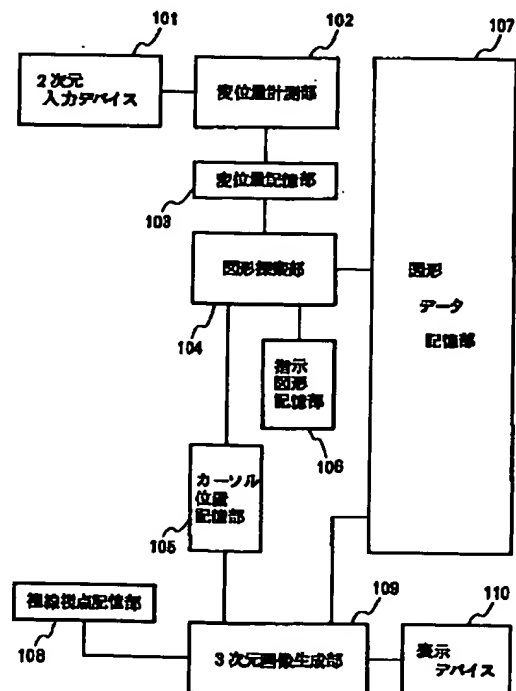 101
102
107
2次元
入力デバイス
変位量計測部
変位量記憶部
103
図形探索部
図形
データ
記憶部
104
指示
図形
記憶部
106
カーソル
位置
記憶部
105
視線視点記憶部
108
109
110
3次元画像生成部
表示
デバイス